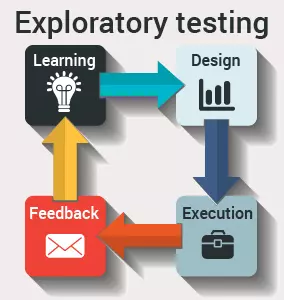 Exploratory testing
Learning
Design
Feedback
Execution